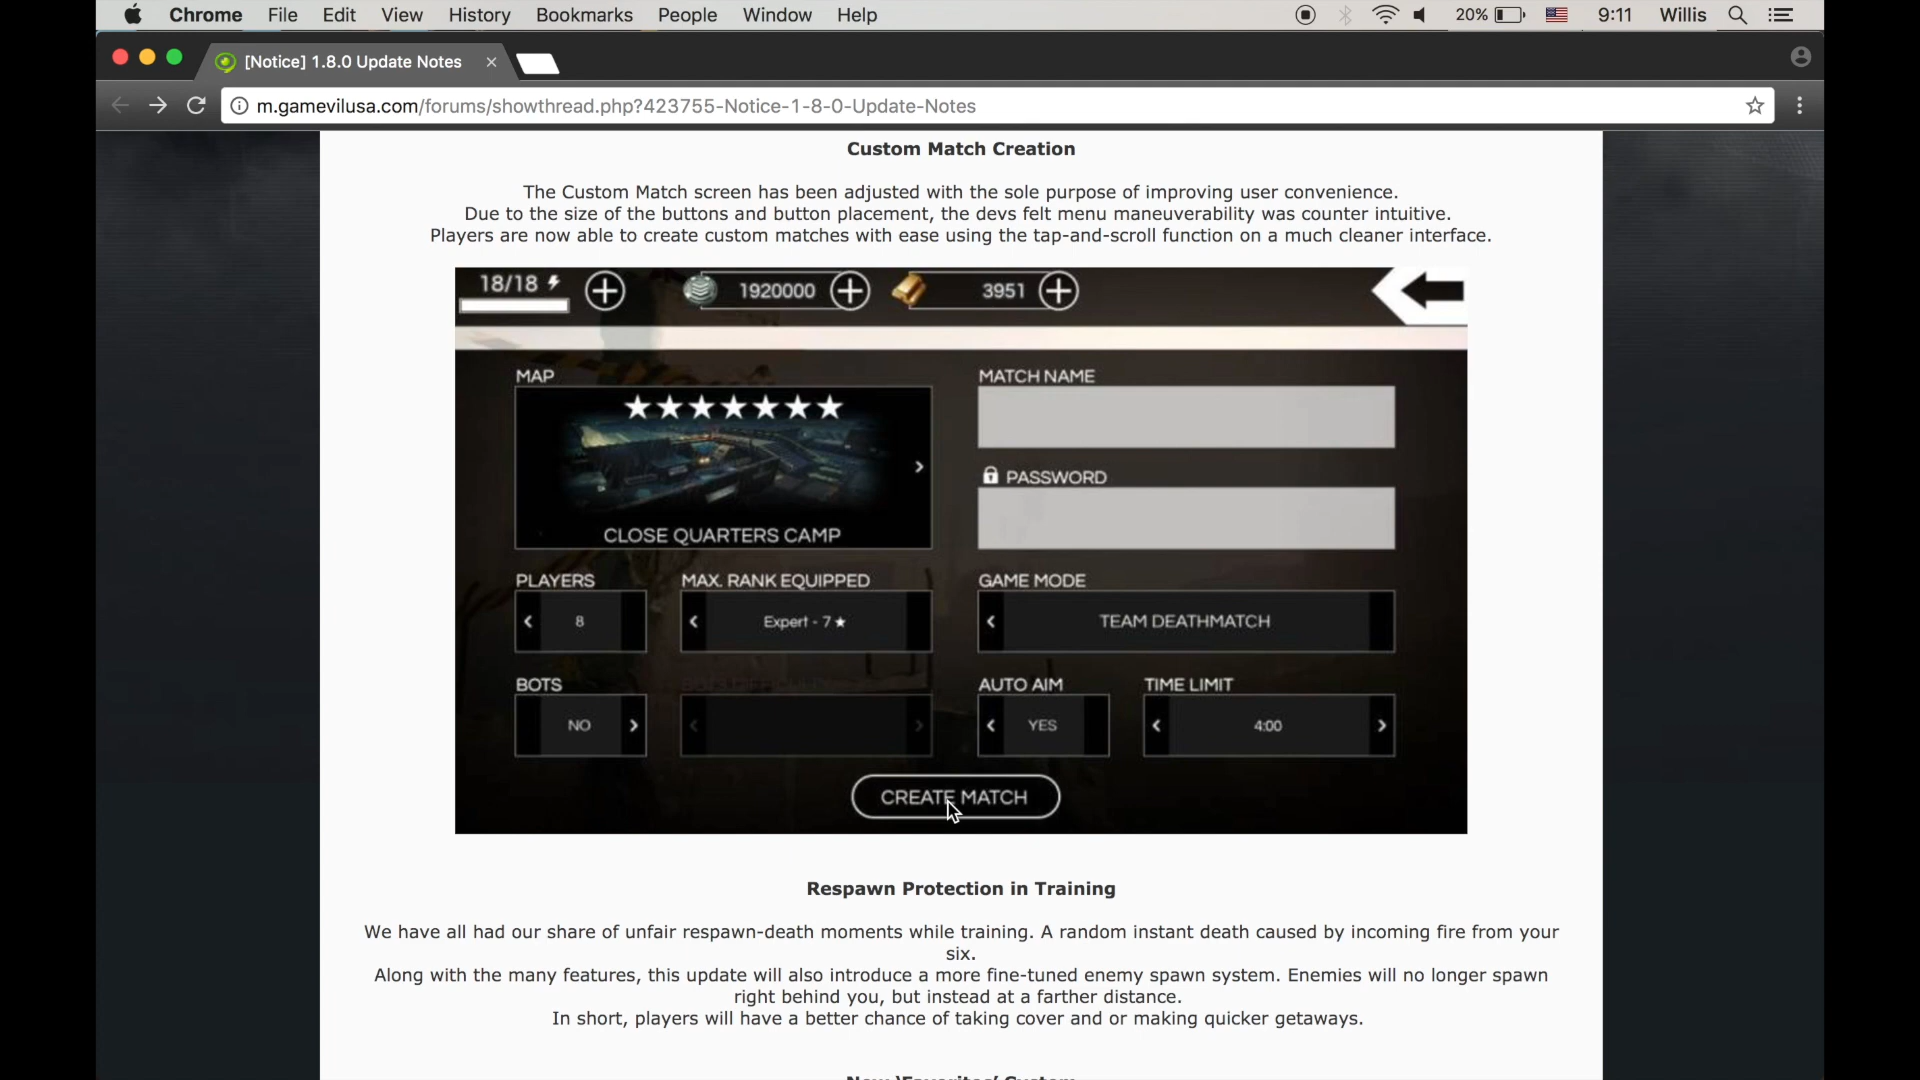 Chrome File Edit View History Bookmarks People Window Help 20% 9:11 Willis
[Notice] 1.8.0 Update Notes
m.gamevilusa.com/forums/showthread.php?423755-Notice-1-8-0-Update-Notes
Custom Match Creation
The Custom Match screen has been adjusted with the sole purpose of improving user convenience.
Due to the size of the buttons and button placement, the devs felt menu maneuverability was counter intuitive.
Players are now able to create custom matches with ease using the tap-and-scroll function on a much cleaner interface.
18/18 1920000 3951
MAP
CLOSE QUARTERS CAMP
MATCH NAME
PASSWORD
PLAYERS MAX. RANK EQUIPPED GAME MODE
8 Expert - 7★ TEAM DEATHMATCH
BOTS AUTO AIM TIME LIMIT
NO YES 4:00
CREATE MATCH
Respawn Protection in Training
We have all had our share of unfair respawn-death moments while training. A random instant death caused by incoming fire from your
six.
Along with the many features, this update will also introduce a more fine-tuned enemy spawn system. Enemies will no longer spawn
right behind you, but instead at a farther distance.
In short, players will have a better chance of taking cover and or making quicker getaways.